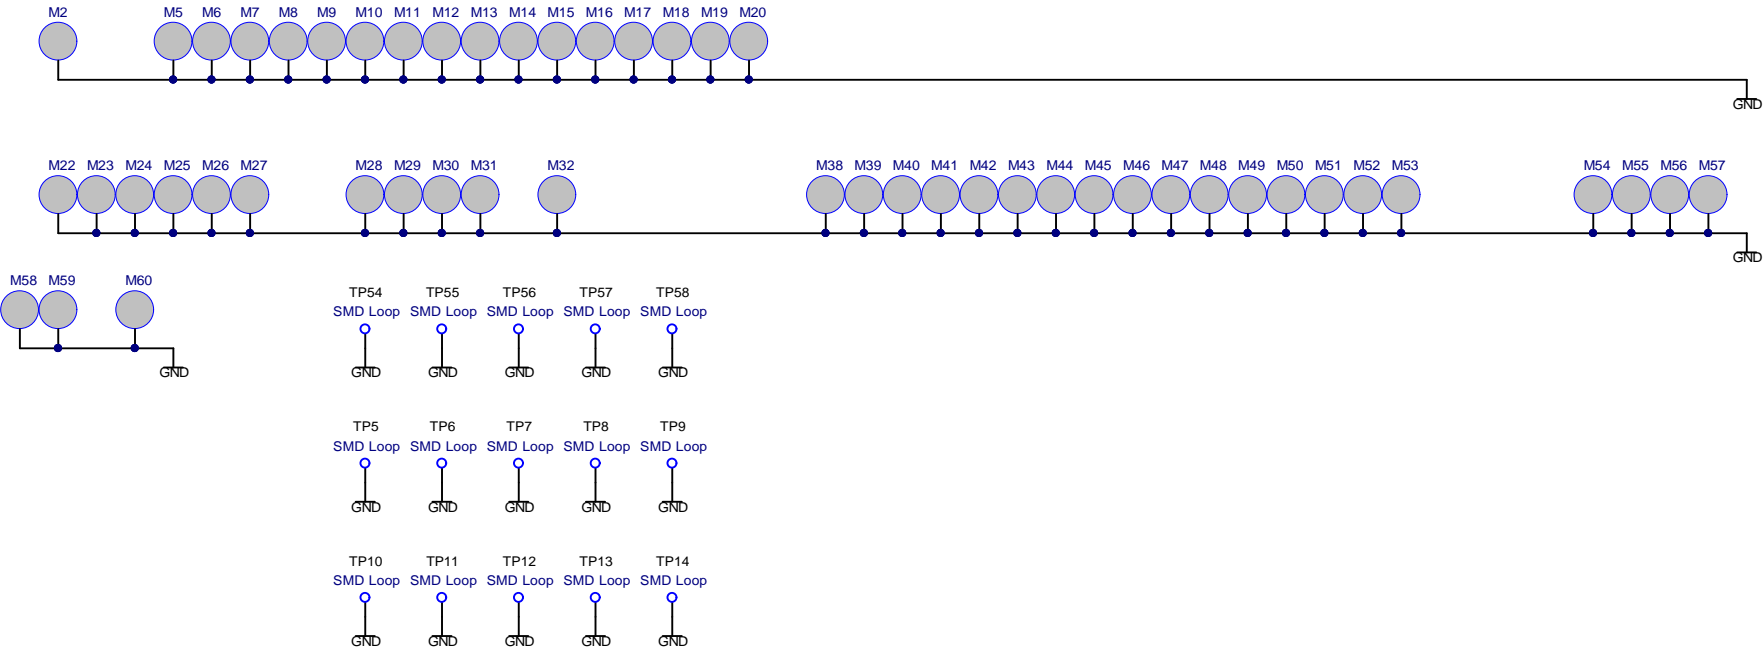 M2 M5 M6 M7 M8 M9 M10 M11 M12 M13 M14 M15 M16 M17 M18 M19 M20
GND
M22 M23 M24 M25 M26 M27 M28 M29 M30 M31 M32 M38 M39 M40 M41 M42 M43 M44 M45 M46 M47 M48 M49 M50 M51 M52 M53 M54 M55 M56 M57
GND
M58 M59 M60
GND
TP54 TP55 TP56 TP57 TP58
SMD Loop SMD Loop SMD Loop SMD Loop SMD Loop
GND GND GND GND GND
TP5 TP6 TP7 TP8 TP9
SMD Loop SMD Loop SMD Loop SMD Loop SMD Loop
GND GND GND GND GND
TP10 TP11 TP12 TP13 TP14
SMD Loop SMD Loop SMD Loop SMD Loop SMD Loop
GND GND GND GND GND